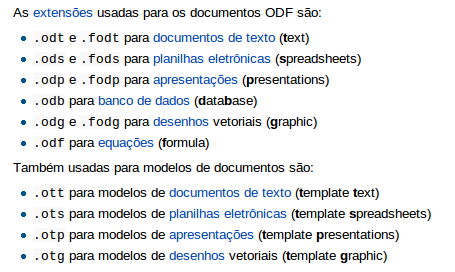 As extensões usadas para os documentos ODF são:
.odt e .fodt para documentos de texto (text)
.ods e .fods para planilhas eletrônicas (spreadsheets)
.odp e .fodp para apresentações (presentations)
.odb para banco de dados (database)
.odg e .fodg para desenhos vetoriais (graphic)
.odf para equações (formula)
Também usadas para modelos de documentos são:
.ott para modelos de documentos de texto (template text)
.ots para modelos de planilhas eletrônicas (template spreadsheets)
.otp para modelos de apresentações (template presentations)
.otg para modelos de desenhos vetoriais (template graphic)